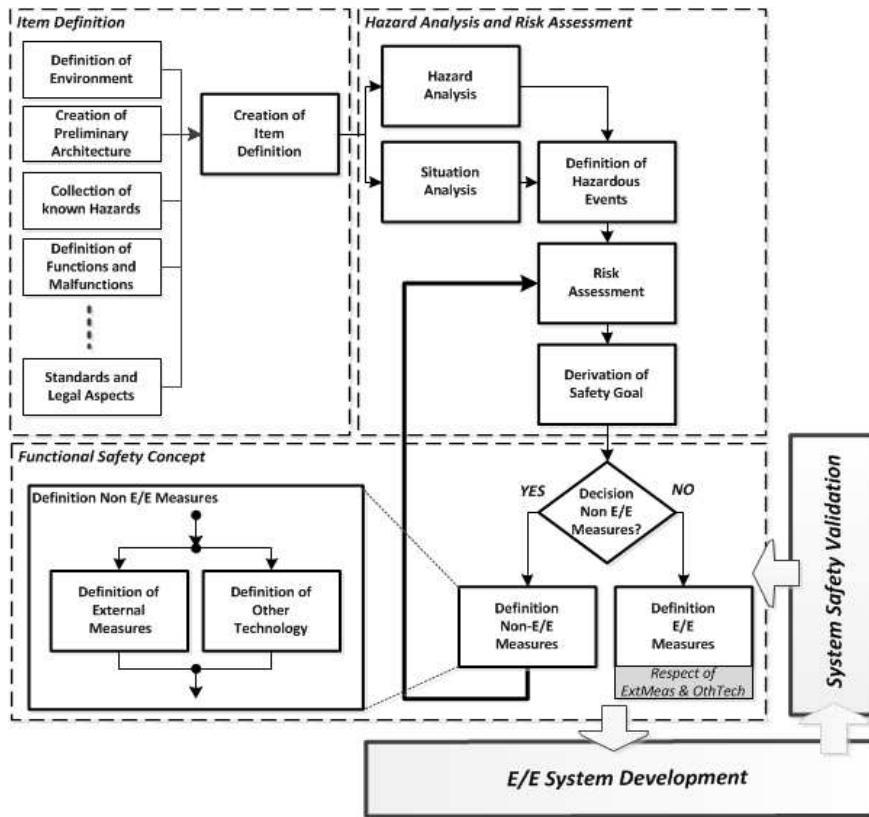 Item Definition
Definition of
Environment
Creation of
Preliminary
Architecture
Collection of
known Hazards
Definition of
Functions and
Malfunctions
Standards and
Legal Aspects
Creation of
Item
Definition
Hazard Analysis and Risk Assessment
Hazard
Analysis
Situation
Analysis
Definition of
Hazardous
Events
Risk
Assessment
Derivation of
Safety Goal
Functional Safety Concept
Definition Non E/E Measures
Definition of
External
Measures
Definition of
Other
Technology
YES
Decision
Non E/E
Measures?
NO
Definition
Non-E/E
Measures
Definition
E/E
Measures
Respect of
ExtMeas & OthTech
System Safety Validation
E/E System Development